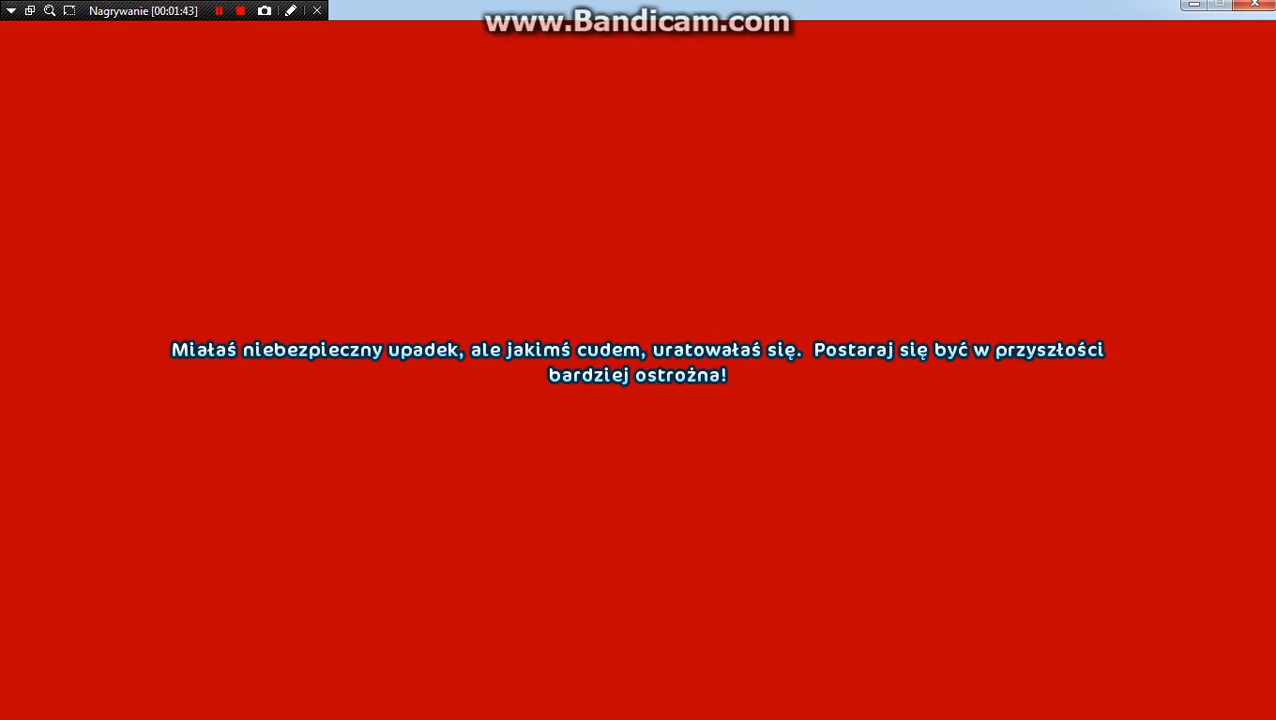 Nagrywanie [00:01:43]
www.Bandicam.com
Miałaś niebezpieczny upadek, ale jakimś cudem, uratowałaś się.  Postaraj się być w przyszłości
bardziej ostrożna!